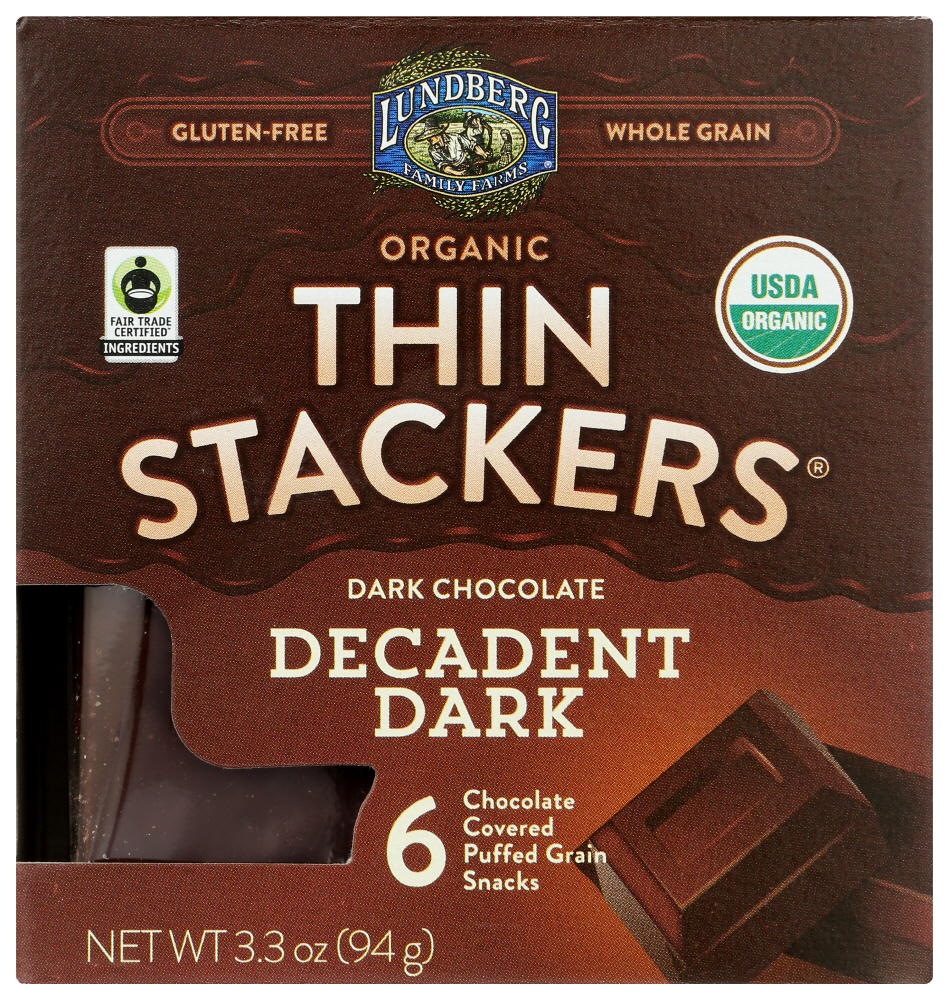 LUNDBERG
GLUTEN-FREE
WHOLE GRAIN
FAMILY FARMS®
ORGANIC
THIN
STACKERS®
FAIR TRADE
CERTIFIED™
INGREDIENTS
USDA
ORGANIC
DARK CHOCOLATE
DECADENT
DARK
6
Chocolate
Covered
Puffed Grain
Snacks
NET WT 3.3 oz (94 g)